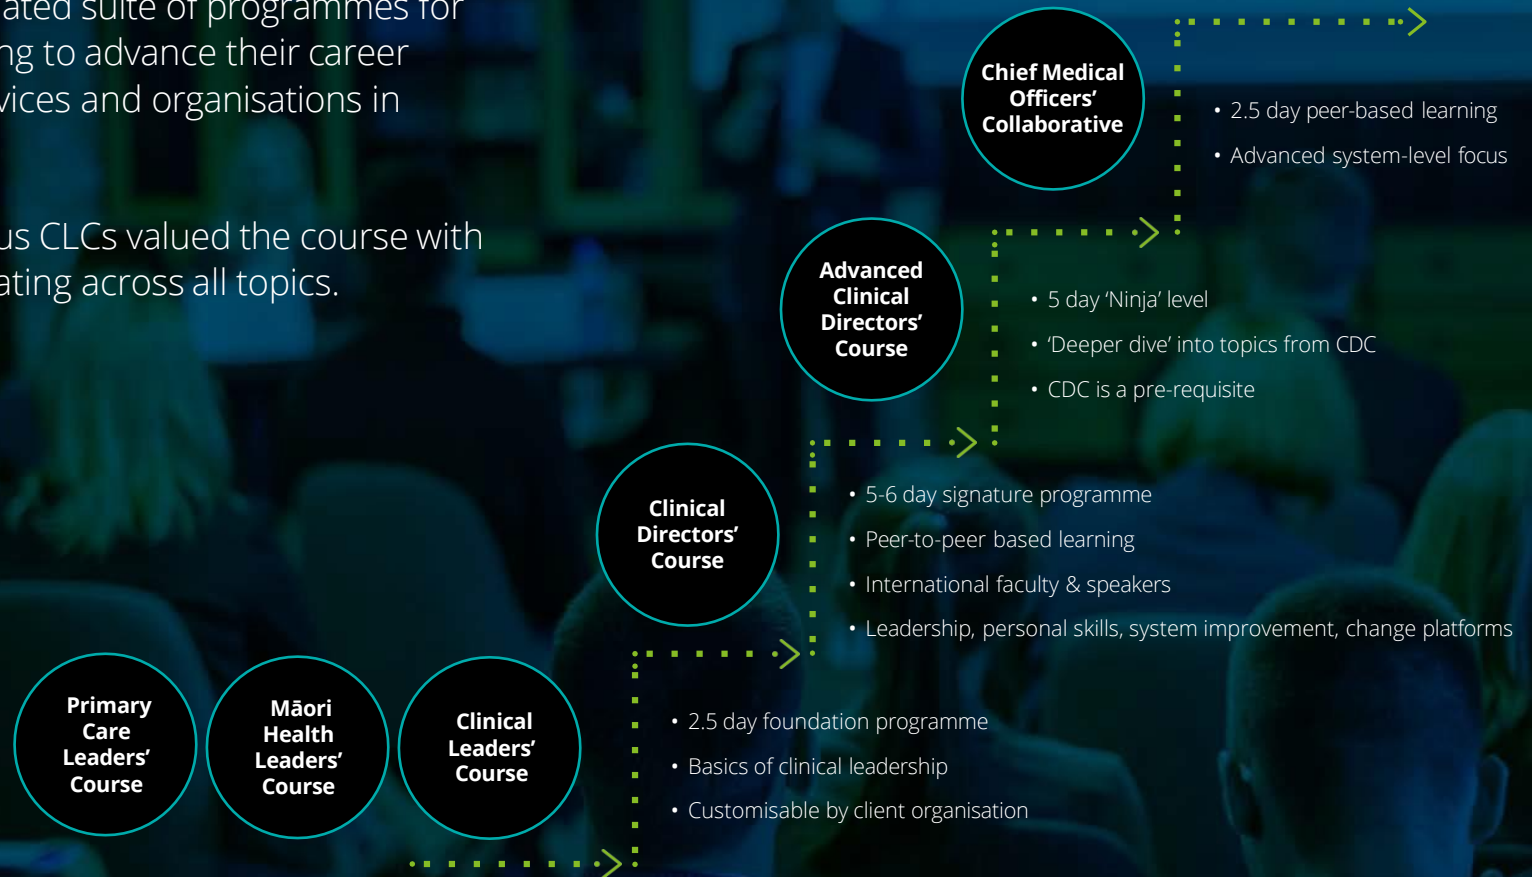 ated suite of programmes for
ng to advance their career
vices and organisations in
us CLCs valued the course with
ating across all topics.
Chief Medical
Officers’
Collaborative
• 2.5 day peer-based learning
• Advanced system-level focus
Advanced
Clinical
Directors’
Course
• 5 day ‘Ninja’ level
• ‘Deeper dive’ into topics from CDC
• CDC is a pre-requisite
Clinical
Directors’
Course
• 5-6 day signature programme
• Peer-to-peer based learning
• International faculty & speakers
• Leadership, personal skills, system improvement, change platforms
Primary
Care
Leaders’
Course
Māori
Health
Leaders’
Course
Clinical
Leaders’
Course
• 2.5 day foundation programme
• Basics of clinical leadership
• Customisable by client organisation